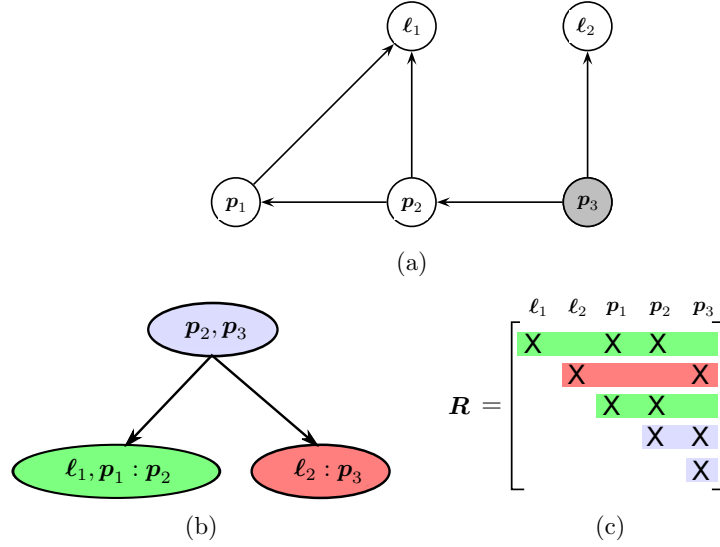 ℓ₁ ℓ₂
p₁ p₂ p₃
(a)
p₂, p₃
ℓ₁, p₁ : p₂ ℓ₂ : p₃
(b)
ℓ₁ ℓ₂ p₁ p₂ p₃
X X X
X X
R = X X
X X
X
(c)